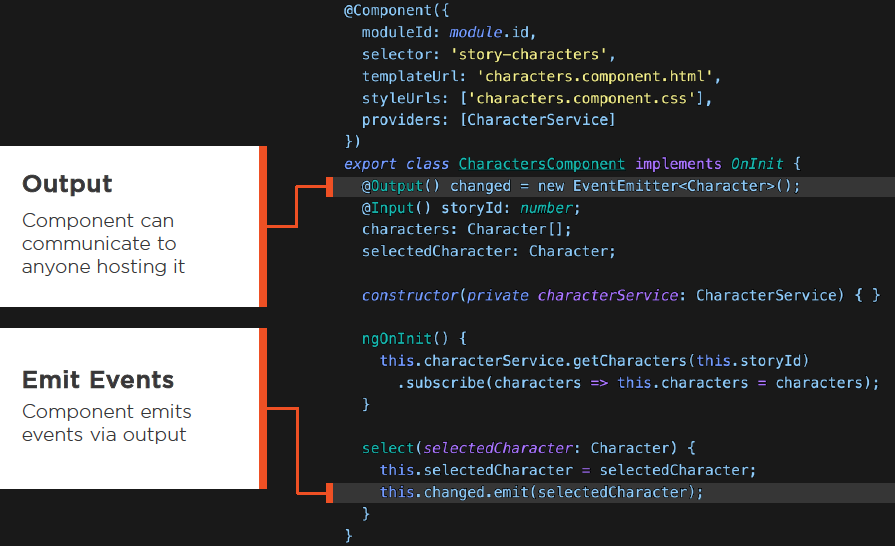 @Component({
moduleId: module.id,
selector: 'story-characters',
templateUrl: 'characters.component.html',
styleUrls: ['characters.component.css'],
providers: [CharacterService]
})
export class CharactersComponent implements OnInit {
@Output() changed = new EventEmitter<Character>();
@Input() storyId: number;
characters: Character[];
selectedCharacter: Character;
constructor(private characterService: CharacterService) { }
ngOnInit() {
this.characterService.getCharacters(this.storyId)
.subscribe(characters => this.characters = characters);
}
select(selectedCharacter: Character) {
this.selectedCharacter = selectedCharacter;
this.changed.emit(selectedCharacter);
}
}
Output
Component can
communicate to
anyone hosting it
Emit Events
Component emits
events via output